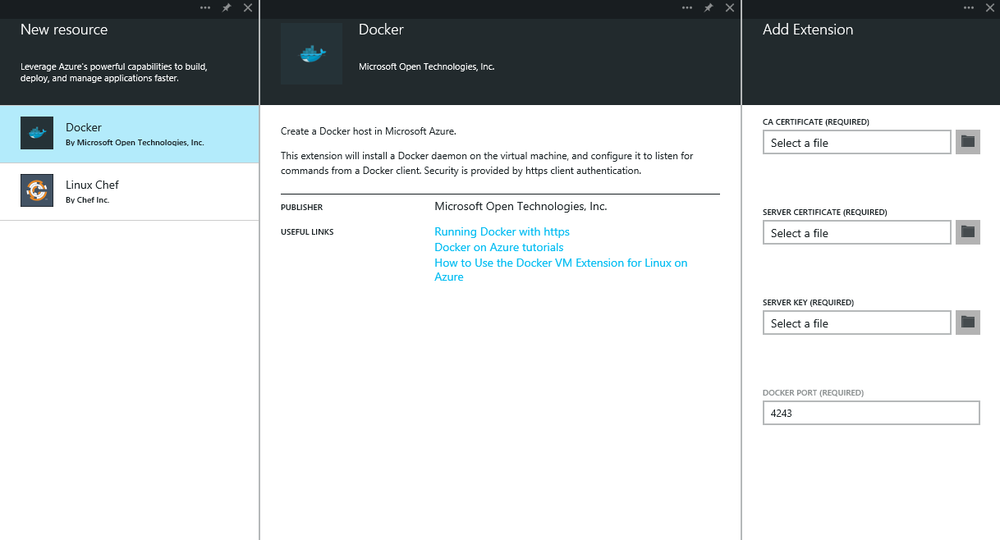 New resource
Leverage Azure's powerful capabilities to build,
deploy, and manage applications faster.
Docker
By Microsoft Open Technologies, Inc.
Linux Chef
By Chef Inc.
Docker
Microsoft Open Technologies, Inc.
Create a Docker host in Microsoft Azure.
This extension will install a Docker daemon on the virtual machine, and configure it to listen for
commands from a Docker client. Security is provided by https client authentication.
PUBLISHER
Microsoft Open Technologies, Inc.
USEFUL LINKS
Running Docker with https
Docker on Azure tutorials
How to Use the Docker VM Extension for Linux on
Azure
Add Extension
CA CERTIFICATE (REQUIRED)
Select a file
SERVER CERTIFICATE (REQUIRED)
Select a file
SERVER KEY (REQUIRED)
Select a file
DOCKER PORT (REQUIRED)
4243